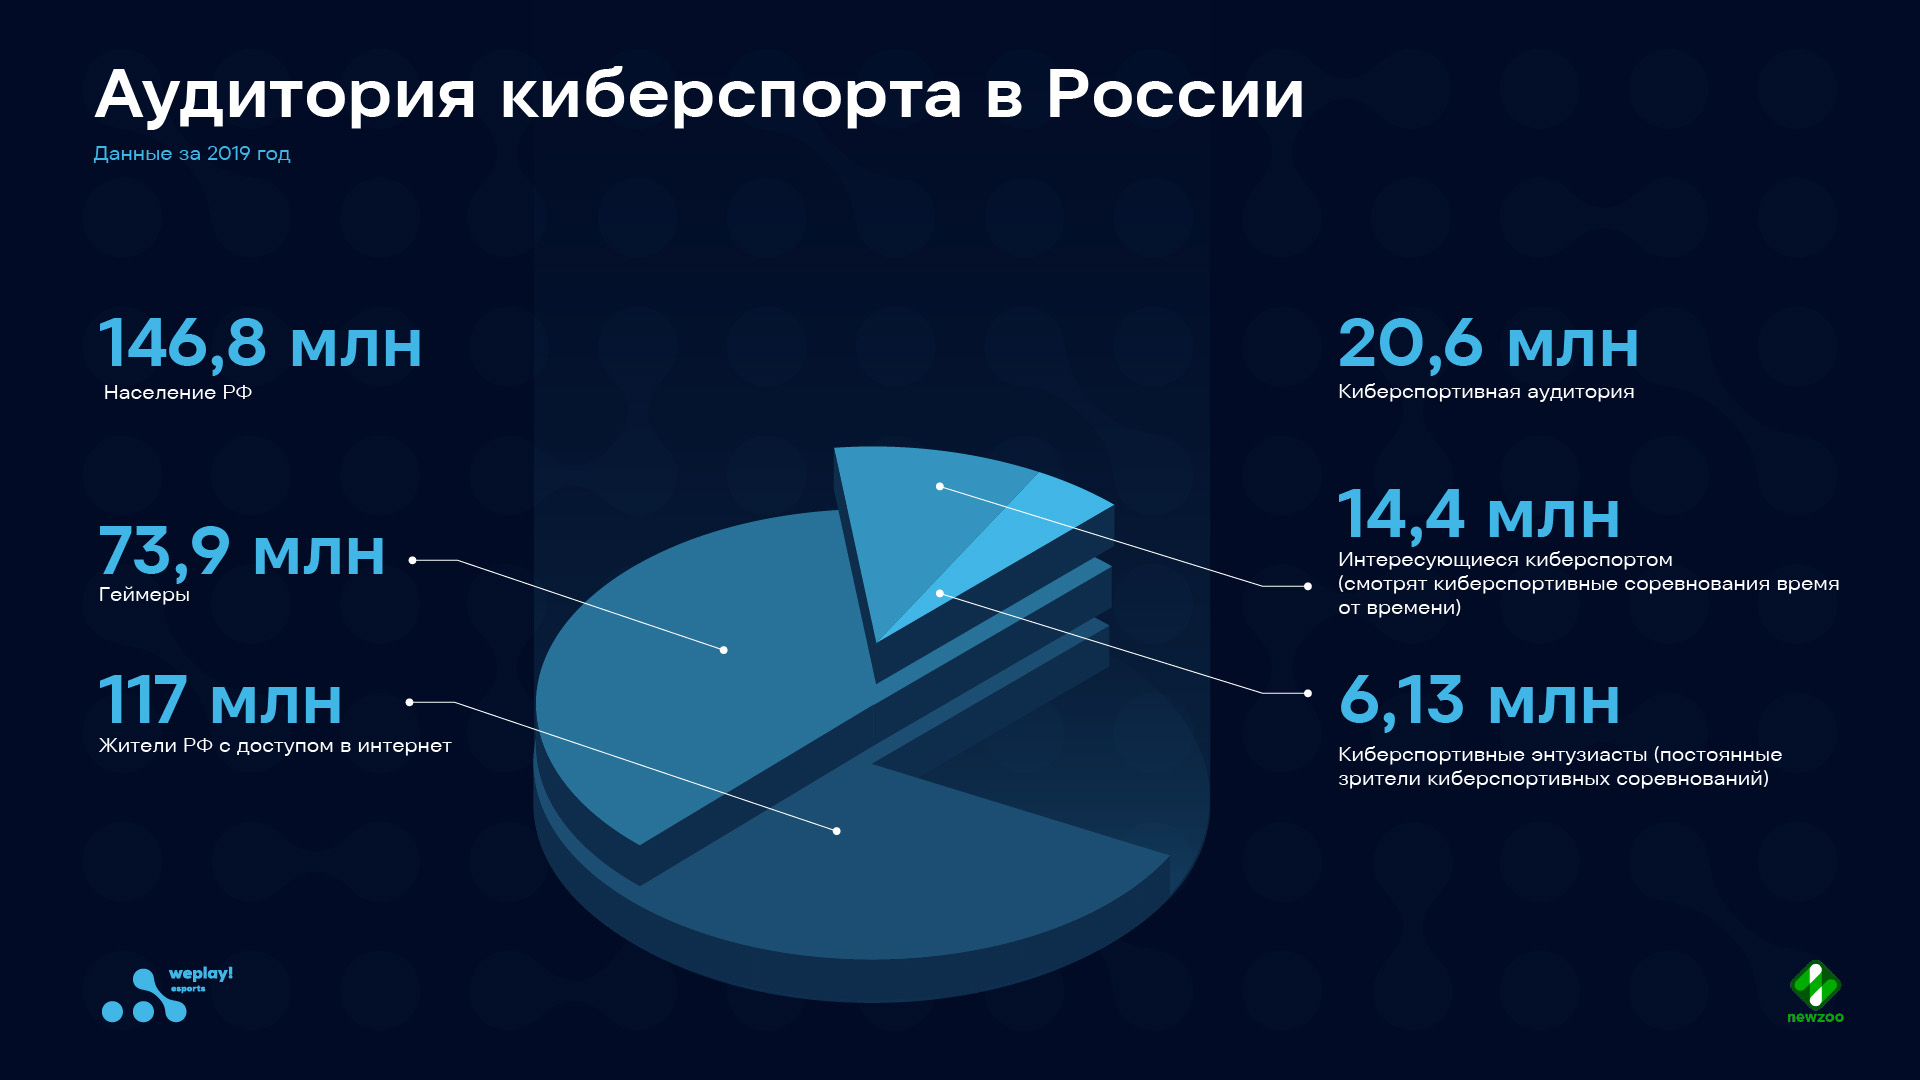 Аудитория киберспорта в России
Данные за 2019 год
146,8 млн
Население РФ
73,9 млн
Геймеры
117 млн
Жители РФ с доступом в интернет
20,6 млн
Киберспортивная аудитория
14,4 млн
Интересующиеся киберспортом
(смотрят киберспортивные соревнования время
от времени)
6,13 млн
Киберспортивные энтузиасты (постоянные
зрители киберспортивных соревнований)
weplay!
esports
newzoo